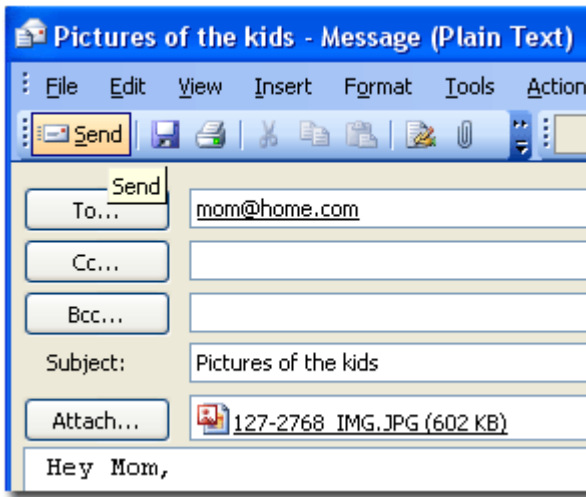 Pictures of the kids - Message (Plain Text)
File Edit View Insert Format Tools Action
Send
Send
To... mom@home.com
Cc...
Bcc...
Subject: Pictures of the kids
Attach... 127-2768_IMG.JPG (602 KB)
Hey Mom,